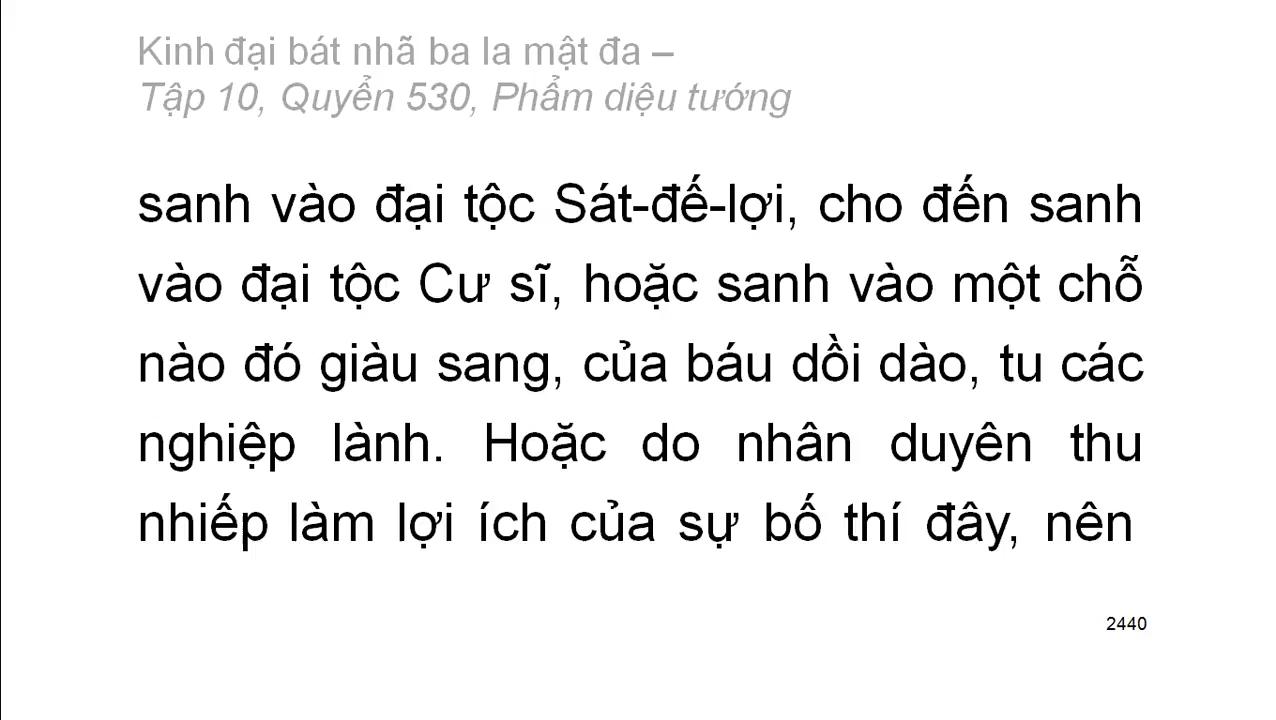 Kinh đại bát nhã ba la mật đa –
Tập 10, Quyển 530, Phẩm diệu tướng
sanh vào đại tộc Sát-đế-lợi, cho đến sanh
vào đại tộc Cư sĩ, hoặc sanh vào một chỗ
nào đó giàu sang, của báu dồi dào, tu các
nghiệp lành. Hoặc do nhân duyên thu
nhiếp làm lợi ích của sự bố thí đây, nên
2440